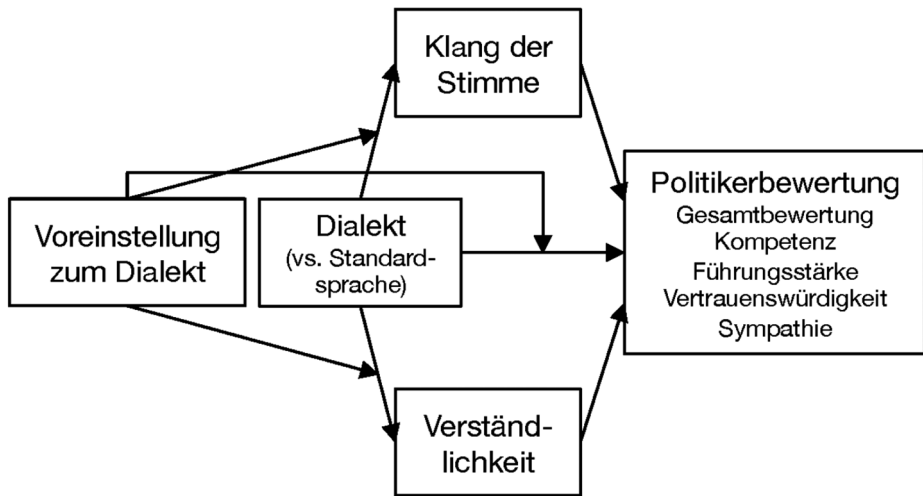 Klang der
Stimme
Voreinstellung
zum Dialekt
Dialekt
(vs. Standard-
sprache)
Politikerbewertung
Gesamtbewertung
Kompetenz
Führungsstärke
Vertrauenswürdigkeit
Sympathie
Verständ-
lichkeit